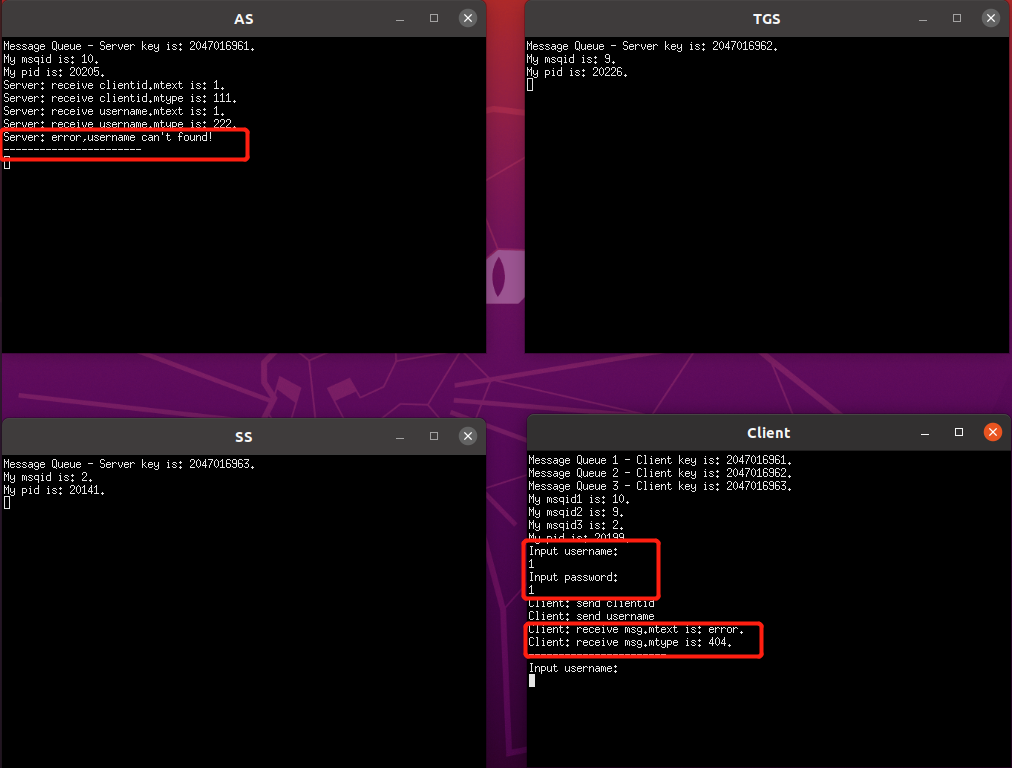 AS
Message Queue - Server key is: 2047016961.
My msqid is: 10.
My pid is: 20205.
Server: receive clientid.mtext is: 1.
Server: receive clientid.mtype is: 111.
Server: receive username.mtext is: 1.
Server: receive username.mtype is: 222.
Server: error,username can't found!
-----------------------
TGS
Message Queue - Server key is: 2047016962.
My msqid is: 9.
My pid is: 20226.
SS
Message Queue - Server key is: 2047016963.
My msqid is: 2.
My pid is: 20141.
Client
Message Queue 1 - Client key is: 2047016961.
Message Queue 2 - Client key is: 2047016962.
Message Queue 3 - Client key is: 2047016963.
My msqid1 is: 10.
My msqid2 is: 9.
My msqid3 is: 2.
My pid is: 20199.
Input username:
1
Input password:
1
Client: send clientid
Client: send username
Client: receive msg.mtext is: error.
Client: receive msg.mtype is: 404.
-----------------------
Input username: